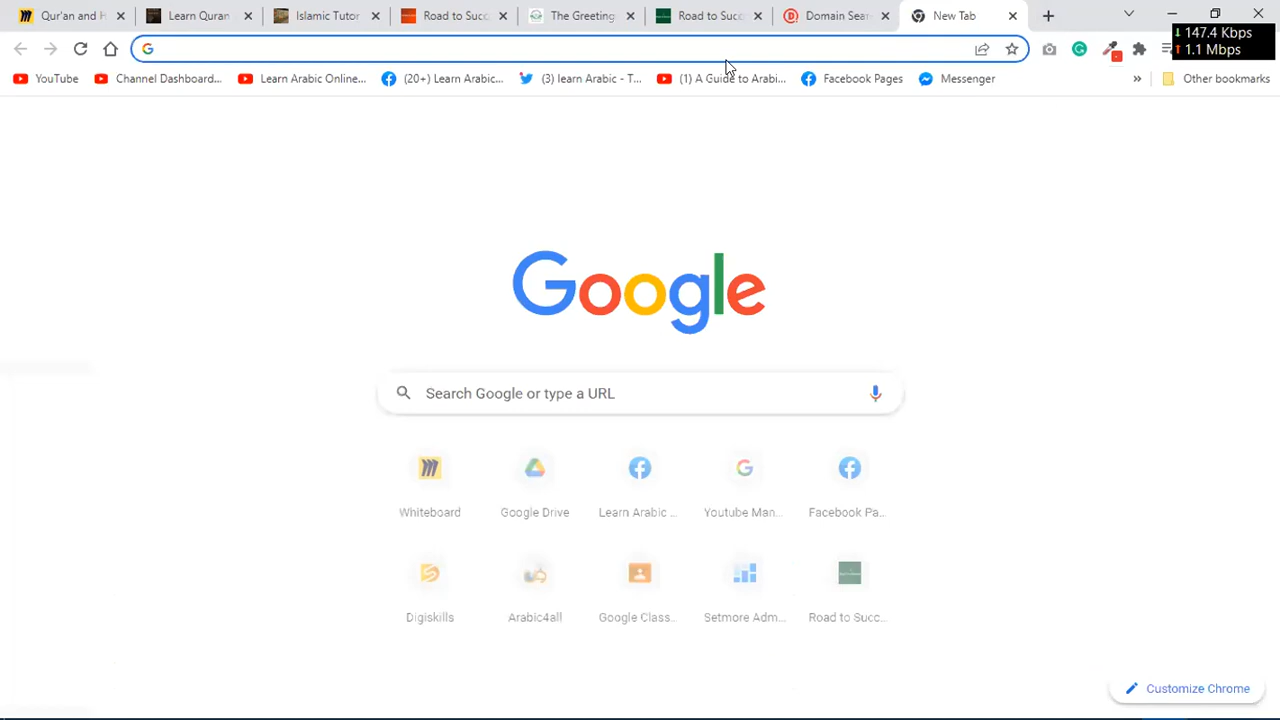 Qur'an and H
Learn Quran
Islamic Tutor
Road to Succ
The Greeting
Road to Succ
Domain Sear
New Tab
147.4 Kbps
1.1 Mbps
YouTube
Channel Dashboard...
Learn Arabic Online...
(20+) Learn Arabic...
(3) learn Arabic - T...
(1) A Guide to Arabi...
Facebook Pages
Messenger
»
Other bookmarks
Google
Search Google or type a URL
Whiteboard
Google Drive
Learn Arabic ...
Youtube Man...
Facebook Pa...
Digiskills
Arabic4all
Google Class...
Setmore Adm...
Road to Succ...
Customize Chrome